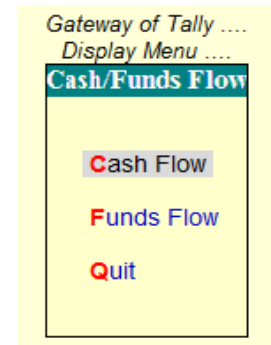 Gateway of Tally ....
Display Menu ....
Cash/Funds Flow
Cash Flow
Funds Flow
Quit